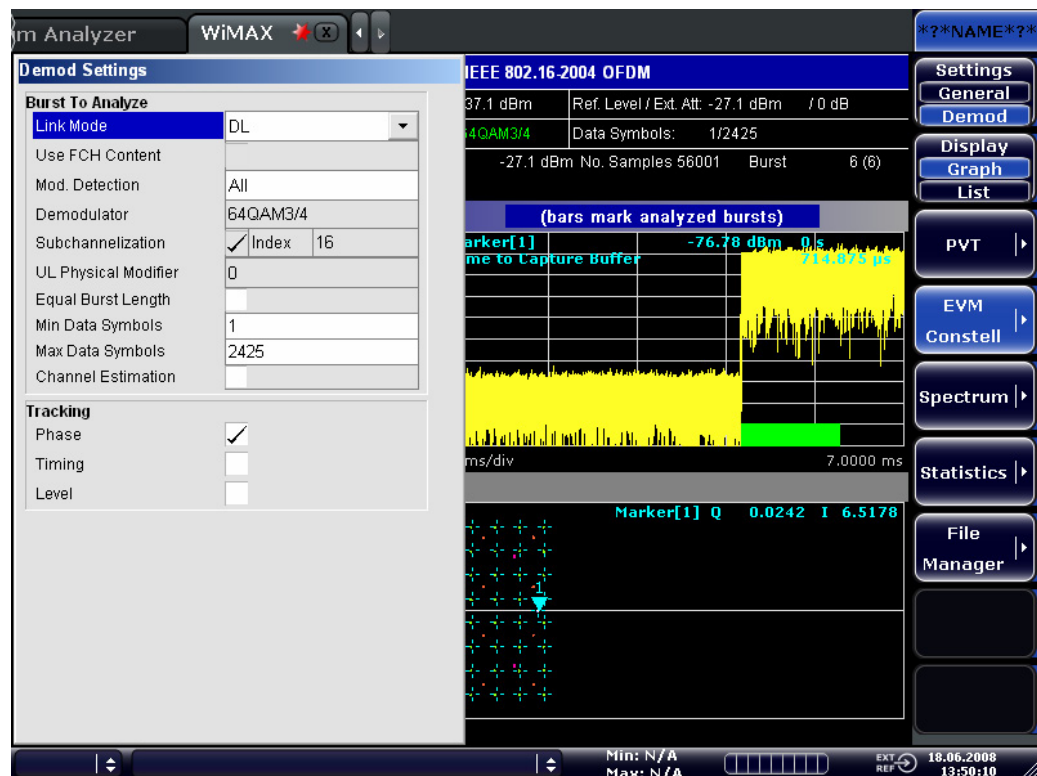 m Analyzer
WiMAX
*?*NAME*?*
Demod Settings
Burst To Analyze
Link Mode DL
Use FCH Content
Mod. Detection All
Demodulator 64QAM3/4
Subchannelization Index 16
UL Physical Modifier 0
Equal Burst Length
Min Data Symbols 1
Max Data Symbols 2425
Channel Estimation
Tracking
Phase
Timing
Level
IEEE 802.16-2004 OFDM
37.1 dBm Ref. Level / Ext. Att: -27.1 dBm / 0 dB
64QAM3/4 Data Symbols: 1/2425
-27.1 dBm No. Samples 56001 Burst 6 (6)
(bars mark analyzed bursts)
arker[1] -76.78 dBm 0 s
me to Capture Buffer 714.875 µs
ms/div 7.0000 ms
Marker[1] Q 0.0242 I 6.5178
1
Settings
General
Demod
Display
Graph
List
PVT
EVM
Constell
Spectrum
Statistics
File
Manager
Min: N/A
Max: N/A
EXT
REF
18.06.2008
13:50:10